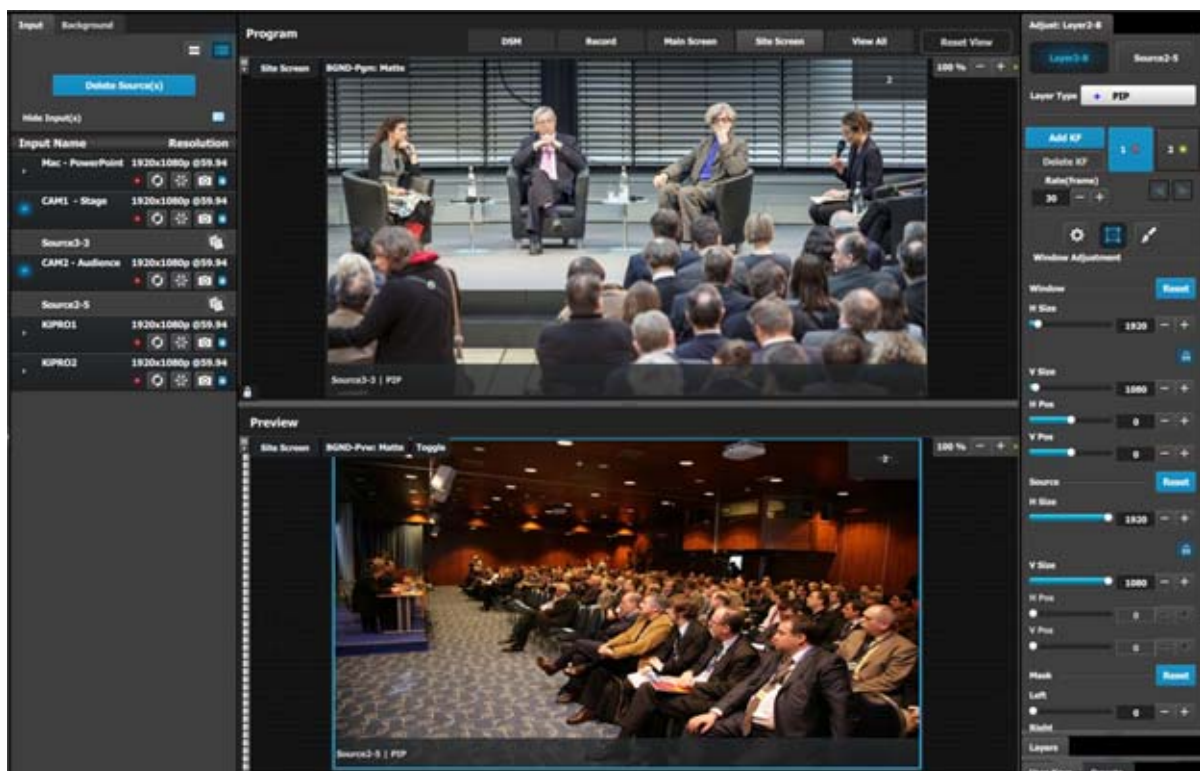 Input Background
Delete Source(s)
Hide Input(s)
Input Name Resolution
Mac - PowerPoint 1920x1080p @59.94
CAM1 - Stage 1920x1080p @59.94
Source3-3
CAM2 - Audience 1920x1080p @59.94
Source2-5
KIPRO1 1920x1080p @59.94
KIPRO2 1920x1080p @59.94
Program DSM Record Main Screen Site Screen View All Reset View
Site Screen BGND-Pgm: Matte 2 100 % - +
Source3-3 | PIP
Preview
Site Screen BGND-Pvw: Matte Toggle 2 100 % - +
Source2-5 | PIP
Adjust: Layer2-B
Layer2-B Source2-5
Layer Type + PIP
Add KF 1 2
Delete KF
Rate(frame)
30 - +
Window Adjustment
Window Reset
H Size
1920 - +
V Size
1080 - +
H Pos
0 - +
V Pos
0 - +
Source Reset
H Size
1920 - +
V Size
1080 - +
H Pos
0
V Pos
0
Mask Reset
Left
0 - +
Right
Layers